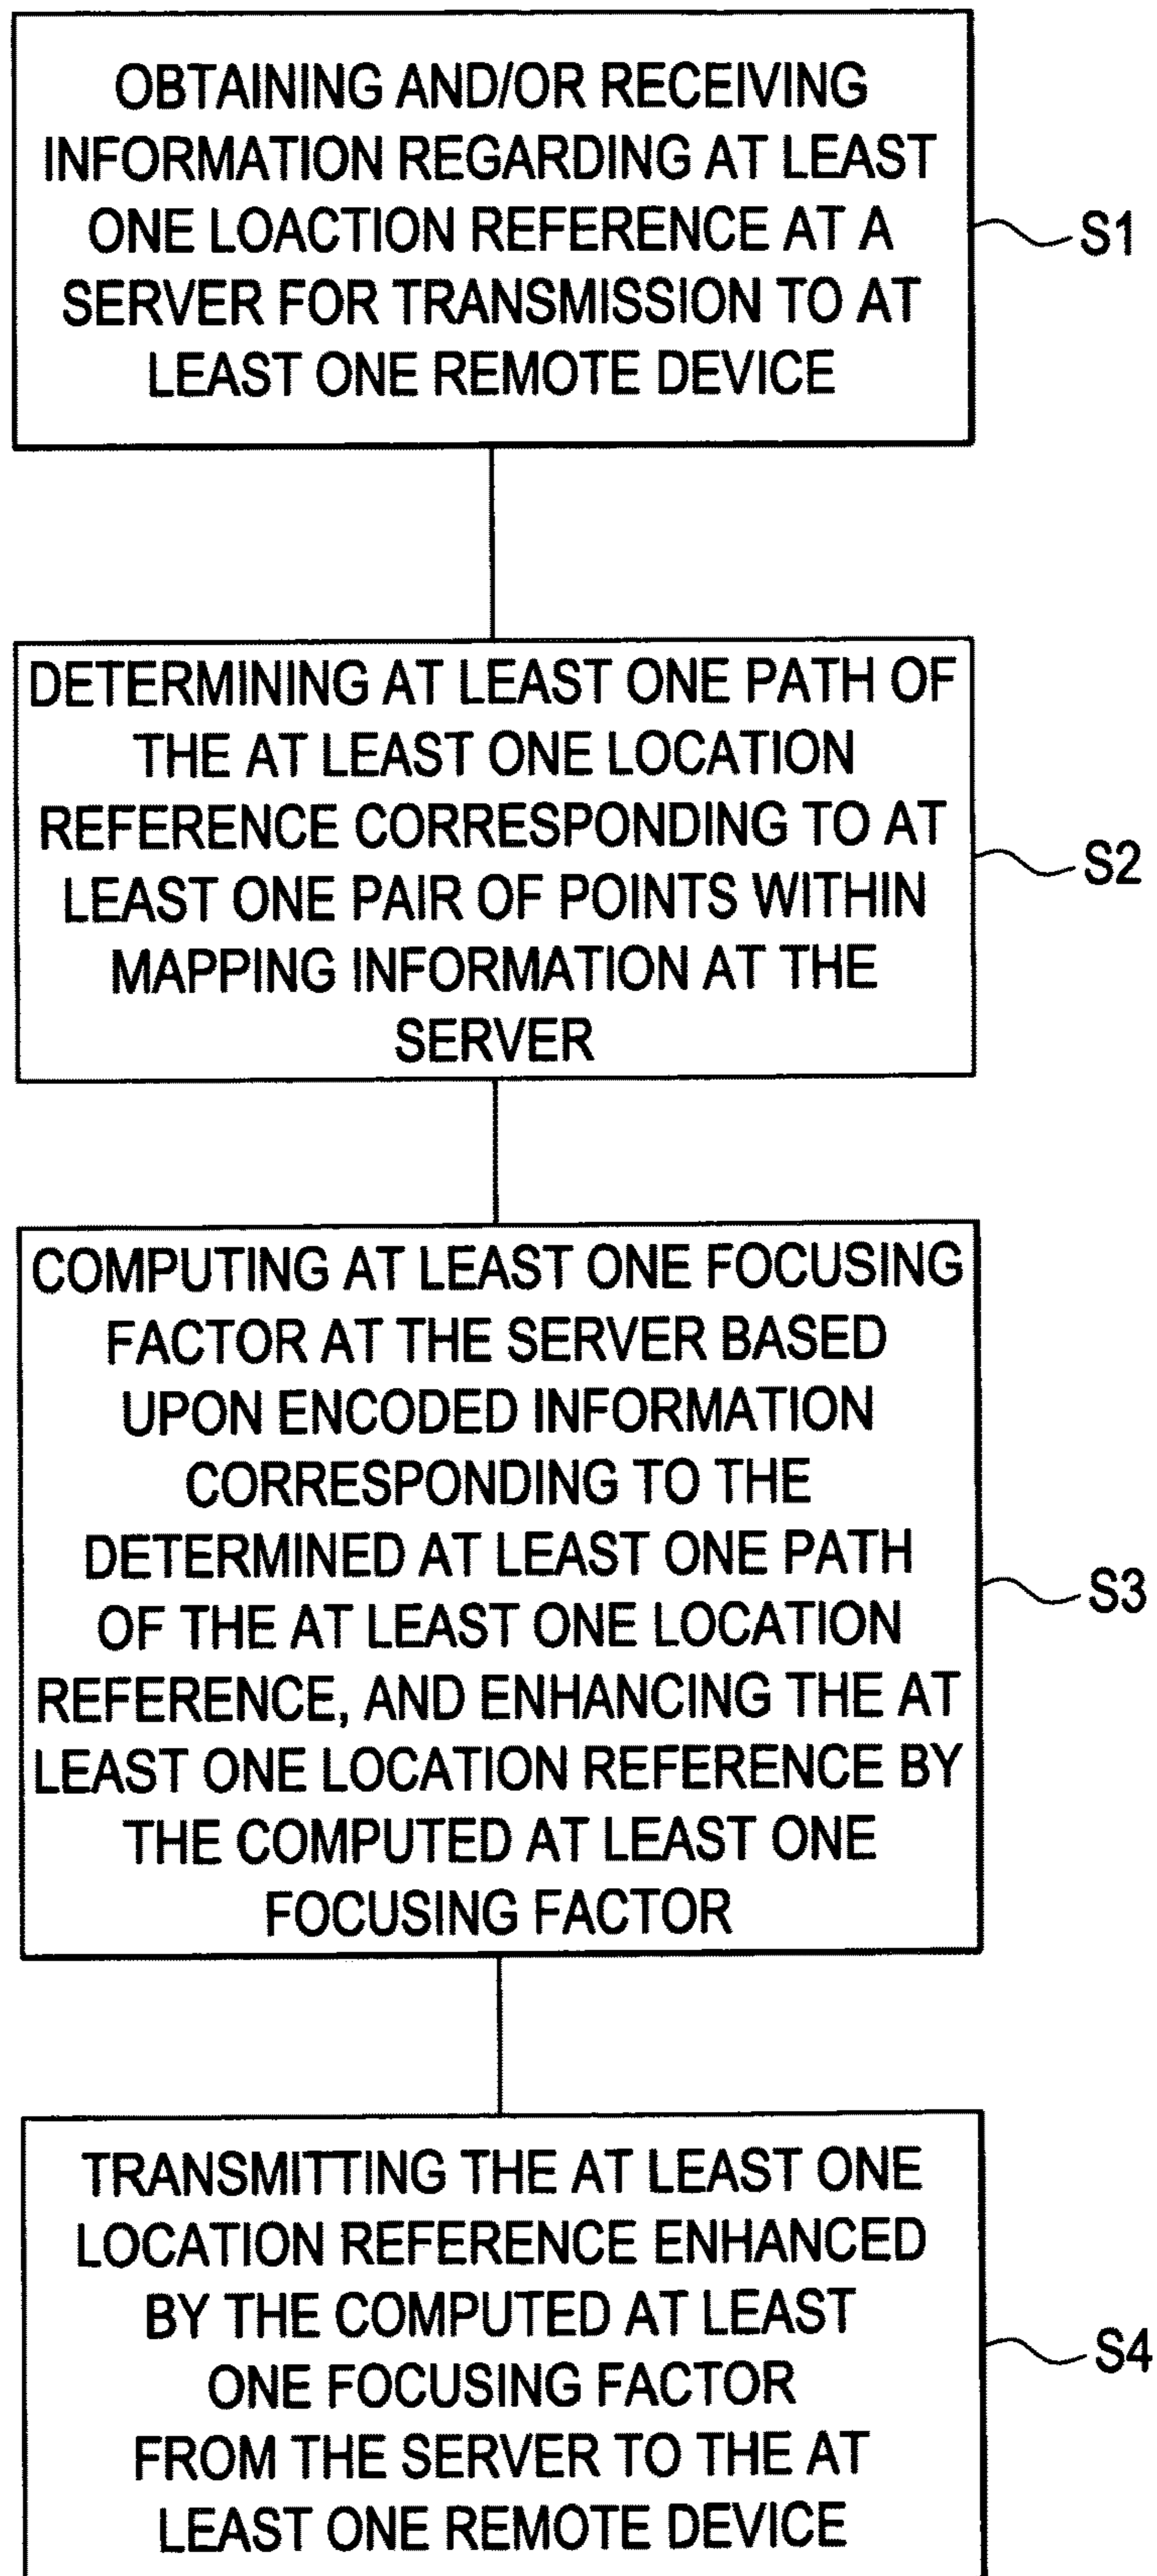 OBTAINING AND/OR RECEIVING
INFORMATION REGARDING AT LEAST
ONE LOACTION REFERENCE AT A
SERVER FOR TRANSMISSION TO AT
LEAST ONE REMOTE DEVICE
S1
DETERMINING AT LEAST ONE PATH OF
THE AT LEAST ONE LOCATION
REFERENCE CORRESPONDING TO AT
LEAST ONE PAIR OF POINTS WITHIN
MAPPING INFORMATION AT THE
SERVER
S2
COMPUTING AT LEAST ONE FOCUSING
FACTOR AT THE SERVER BASED
UPON ENCODED INFORMATION
CORRESPONDING TO THE
DETERMINED AT LEAST ONE PATH
OF THE AT LEAST ONE LOCATION
REFERENCE, AND ENHANCING THE AT
LEAST ONE LOCATION REFERENCE BY
THE COMPUTED AT LEAST ONE
FOCUSING FACTOR
S3
TRANSMITTING THE AT LEAST ONE
LOCATION REFERENCE ENHANCED
BY THE COMPUTED AT LEAST
ONE FOCUSING FACTOR
FROM THE SERVER TO THE AT
LEAST ONE REMOTE DEVICE
S4